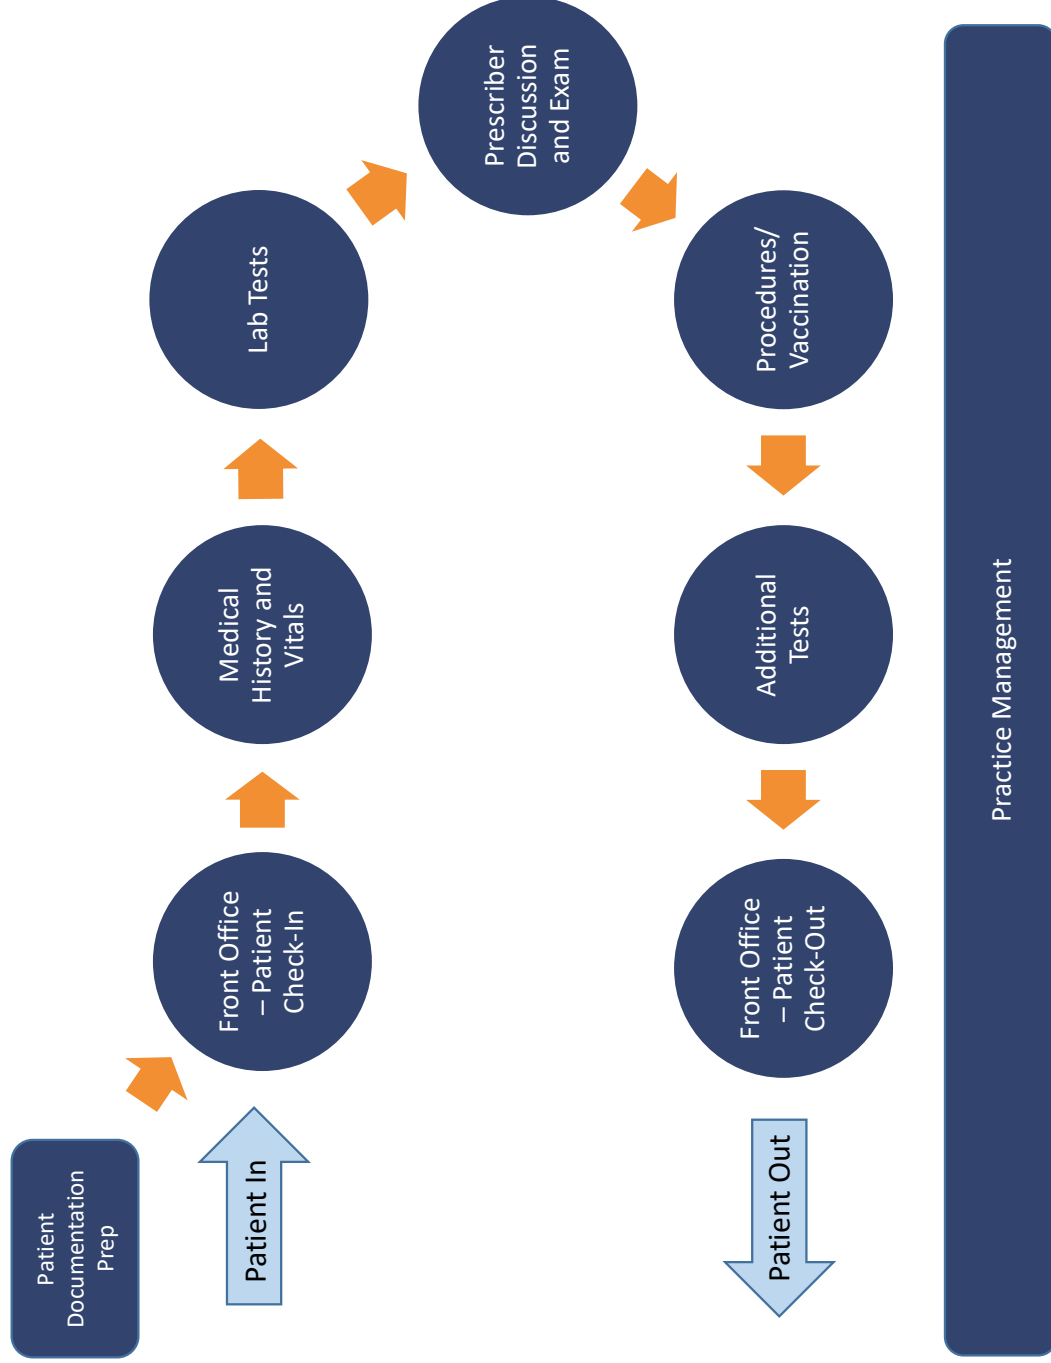 Patient
Documentation
Prep
Patient In
Front Office
– Patient
Check-In
Medical
History and
Vitals
Lab Tests
Prescriber
Discussion
and Exam
Procedures/
Vaccination
Additional
Tests
Front Office
– Patient
Check-Out
Patient Out
Practice Management